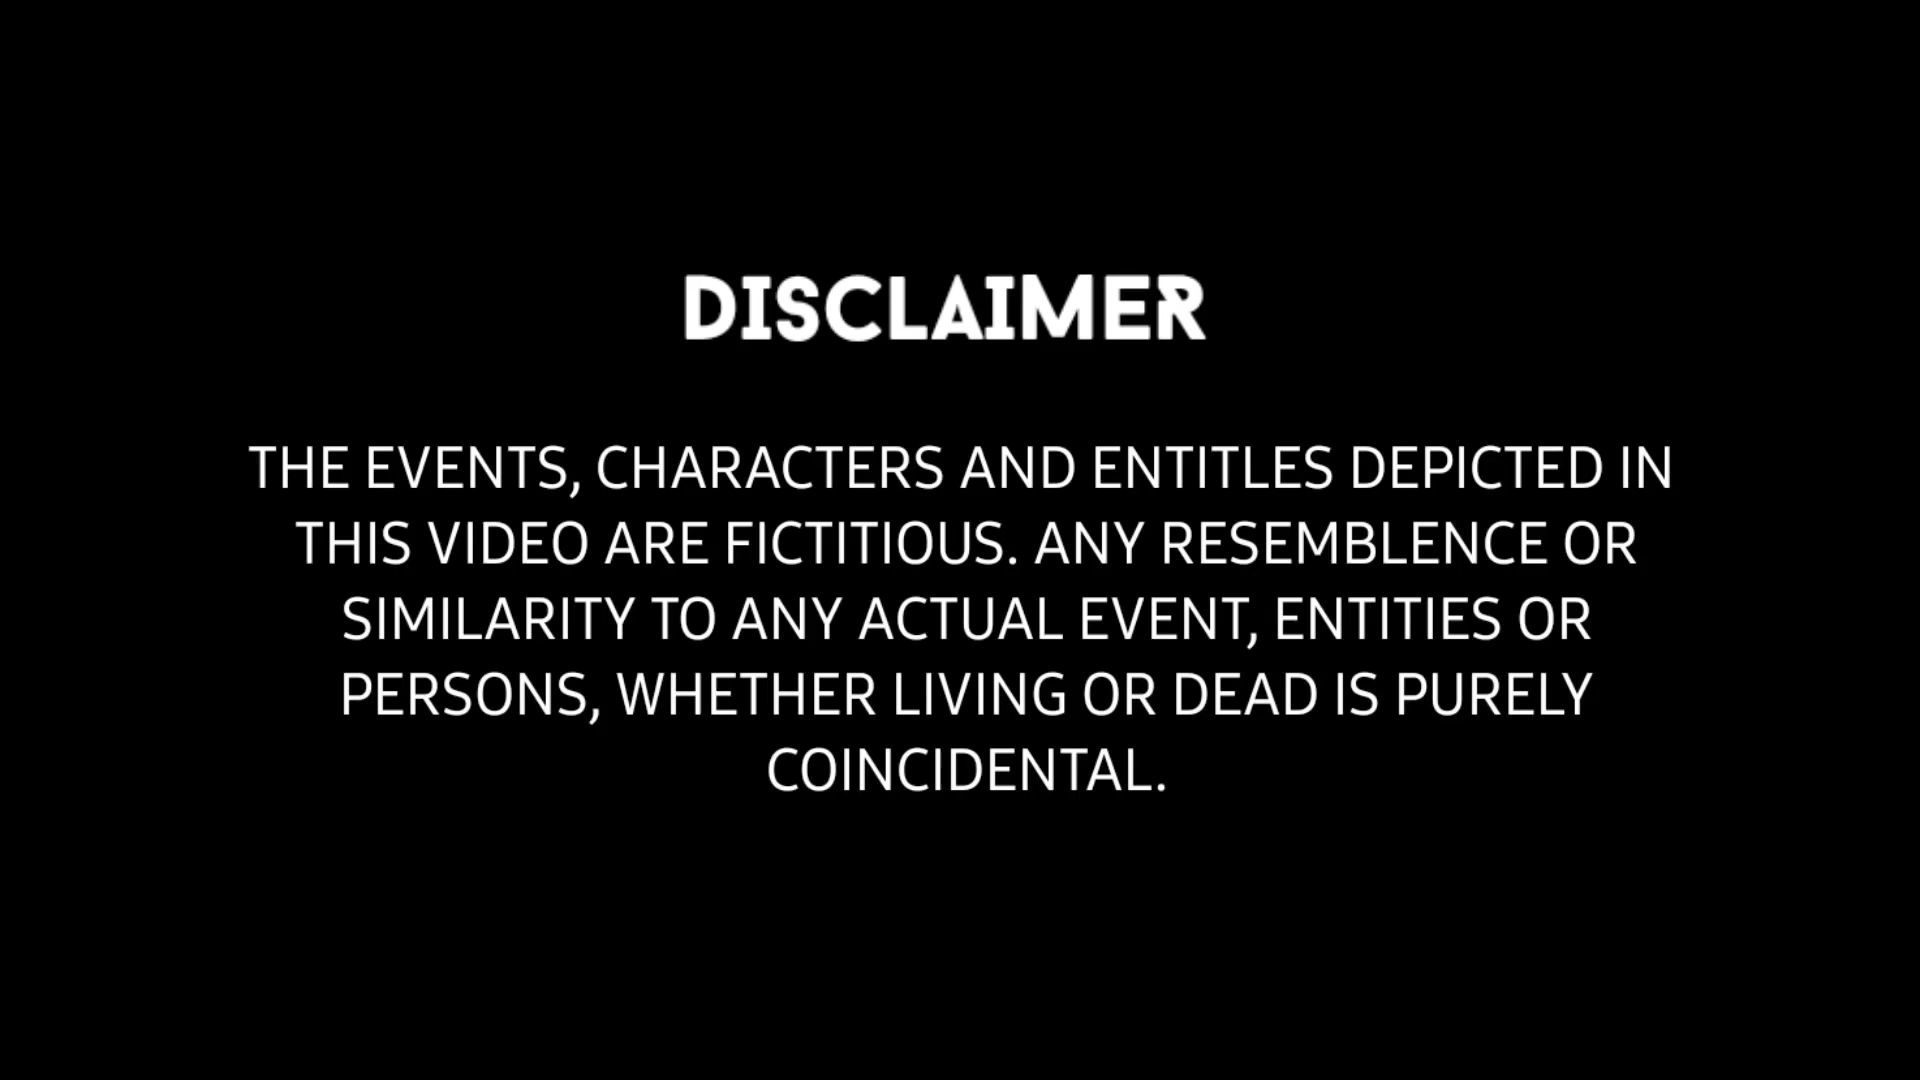 DISCLAIMER
THE EVENTS, CHARACTERS AND ENTITLES DEPICTED IN
THIS VIDEO ARE FICTITIOUS. ANY RESEMBLENCE OR
SIMILARITY TO ANY ACTUAL EVENT, ENTITIES OR
PERSONS, WHETHER LIVING OR DEAD IS PURELY
COINCIDENTAL.